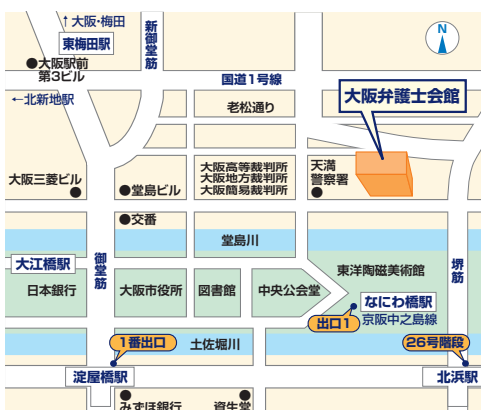 ↑大阪・梅田
東梅田駅
新御堂筋
N
大阪駅前
第3ビル
国道1号線
←北新地駅
老松通り
大阪弁護士会館
大阪高等裁判所
大阪地方裁判所
大阪簡易裁判所
天満
警察署
大阪三菱ビル
堂島ビル
交番
堂島川
大江橋駅
御堂筋
堺筋
東洋陶磁美術館
日本銀行
大阪市役所
図書館
中央公会堂
なにわ橋駅
出口1
京阪中之島線
1番出口
土佐堀川
26号階段
淀屋橋駅
北浜駅
みずほ銀行
資生堂